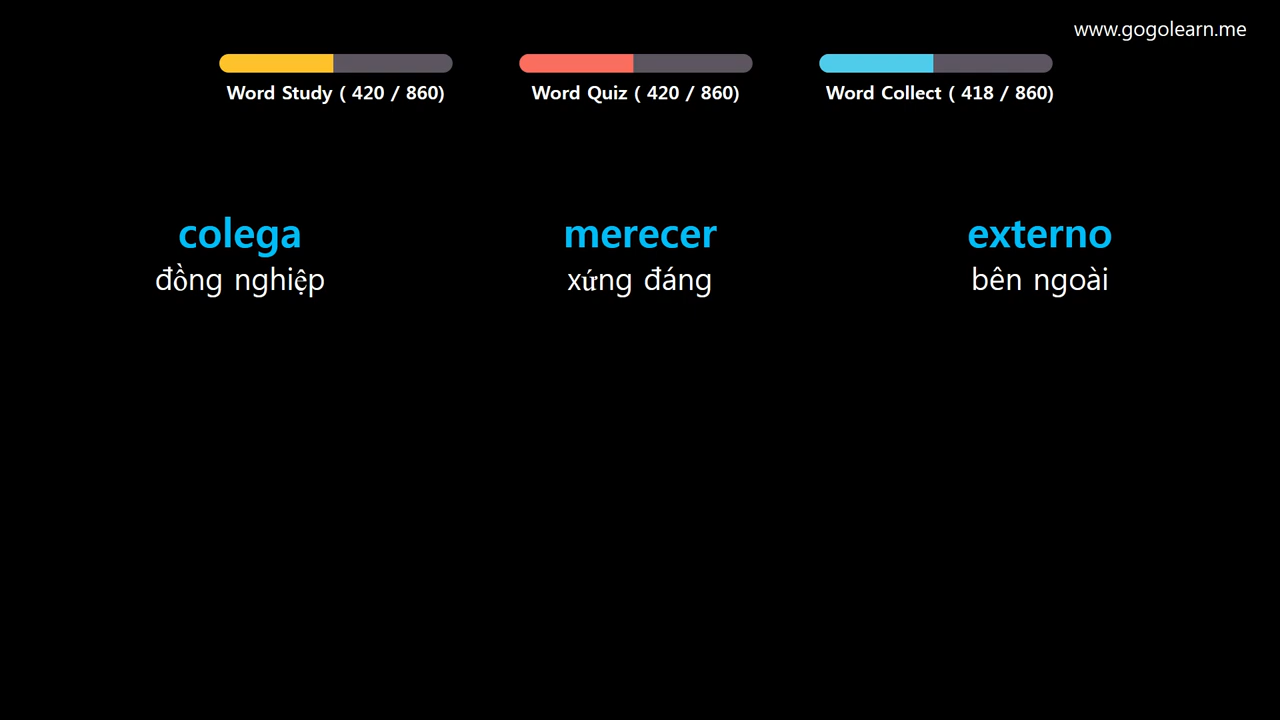 www.gogolearn.me
Word Study ( 420 / 860)
Word Quiz ( 420 / 860)
Word Collect ( 418 / 860)
colega
đồng nghiệp
merecer
xứng đáng
externo
bên ngoài